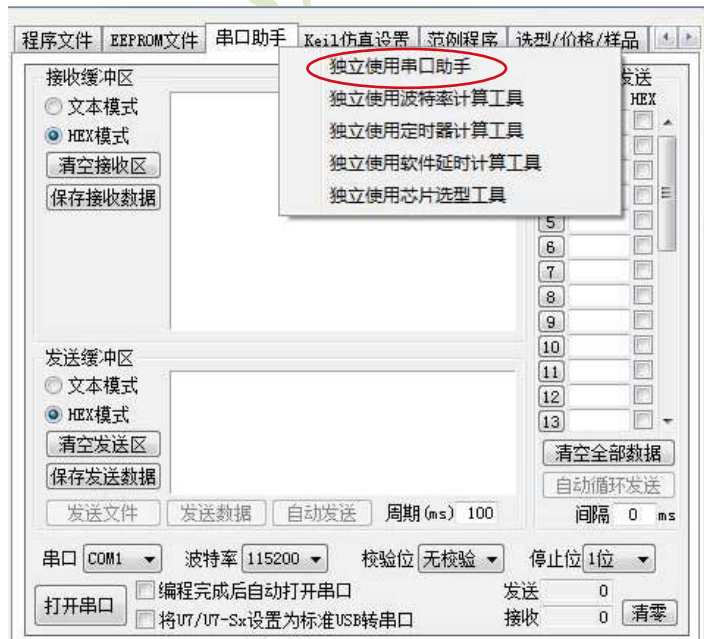 程序文件 EEPROM文件 串口助手 Keil仿真设置 范例程序 选型/价格/样品
独立使用串口助手
独立使用波特率计算工具
独立使用定时器计算工具
独立使用软件延时计算工具
独立使用芯片选型工具
接收缓冲区
文本模式
HEX模式
清空接收区
保存接收数据
发送
HEX
5
6
7
8
9
10
11
12
13
发送缓冲区
文本模式
HEX模式
清空发送区
保存发送数据
清空全部数据
自动循环发送
发送文件 发送数据 自动发送 周期(ms) 100
间隔 0 ms
串口 COM1 波特率 115200 校验位 无校验 停止位 1位
打开串口
编程完成后自动打开串口
将U7/U7-Sx设置为标准USB转串口
发送 0
接收 0
清零